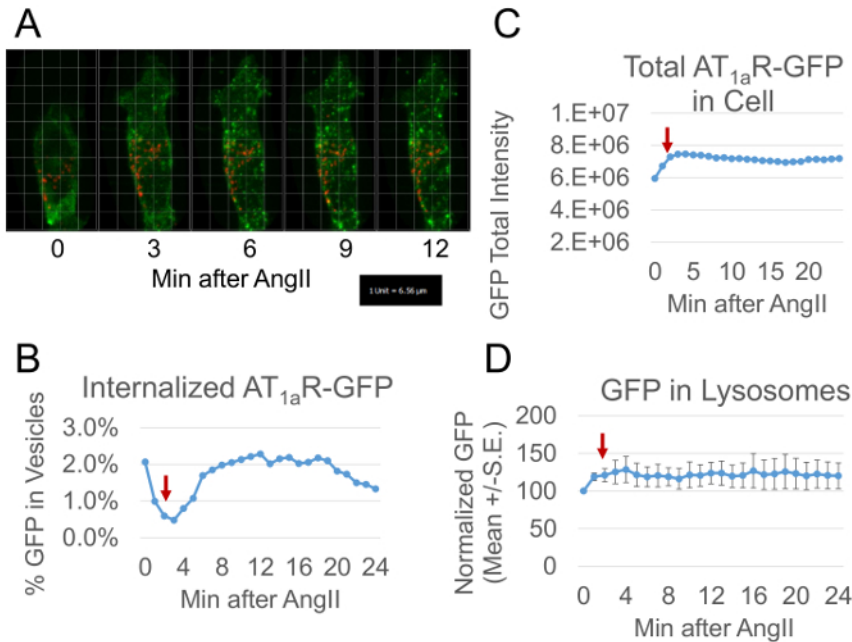 A
0 3 6 9 12
Min after AngII
1 Unit = 6.56 µm
B
Internalized AT1aR-GFP
% GFP in Vesicles
3.0%
2.0%
1.0%
0.0%
0 4 8 12 16 20 24
Min after AngII
C
Total AT1aR-GFP
in Cell
GFP Total Intensity
1.E+07
8.E+06
6.E+06
4.E+06
2.E+06
0 5 10 15 20
Min after AngII
D
GFP in Lysosomes
Normalized GFP
(Mean +/-S.E.)
200
150
100
50
0
0 4 8 12 16 20 24
Min after AngII